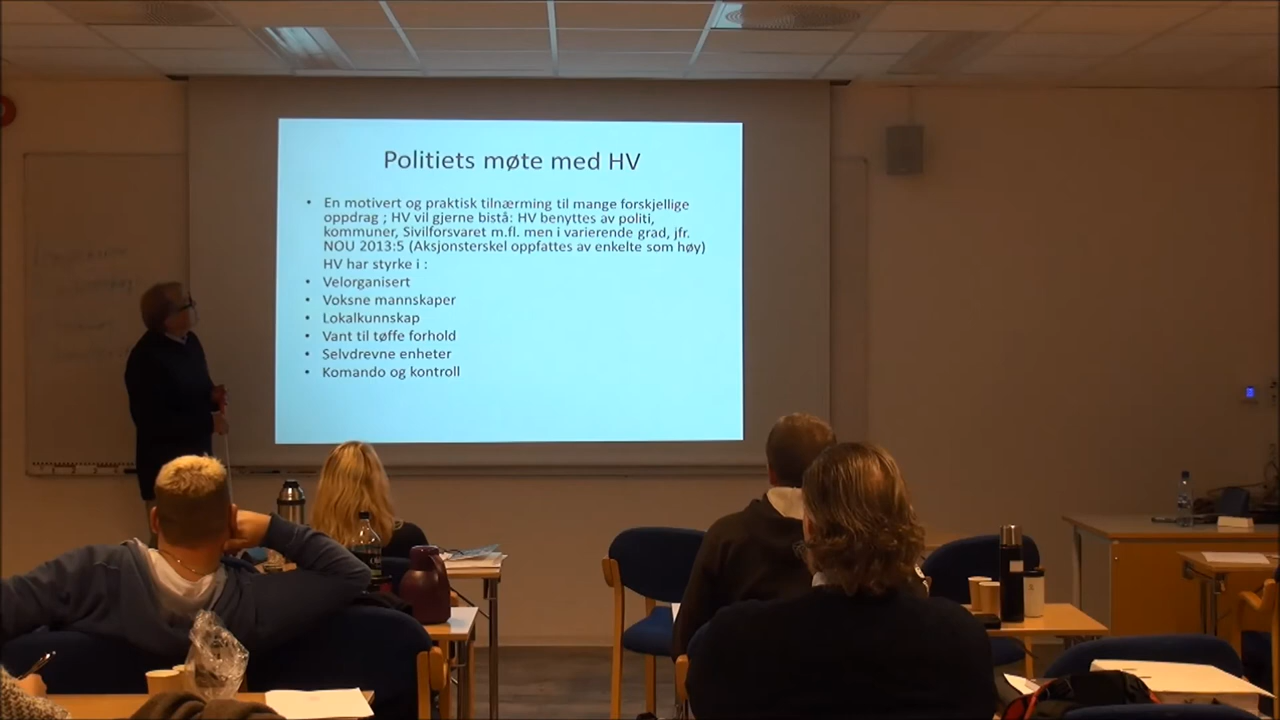 Politiets møte med HV
• En motivert og praktisk tilnærming til mange forskjellige
oppdrag ; HV vil gjerne bistå: HV benyttes av politi,
kommuner, Sivilforsvaret m.fl. men i varierende grad, jfr.
NOU 2013:5 (Aksjonsterskel oppfattes av enkelte som høy)
HV har styrke i :
• Velorganisert
• Voksne mannskaper
• Lokalkunnskap
• Vant til tøffe forhold
• Selvdrevne enheter
• Komando og kontroll